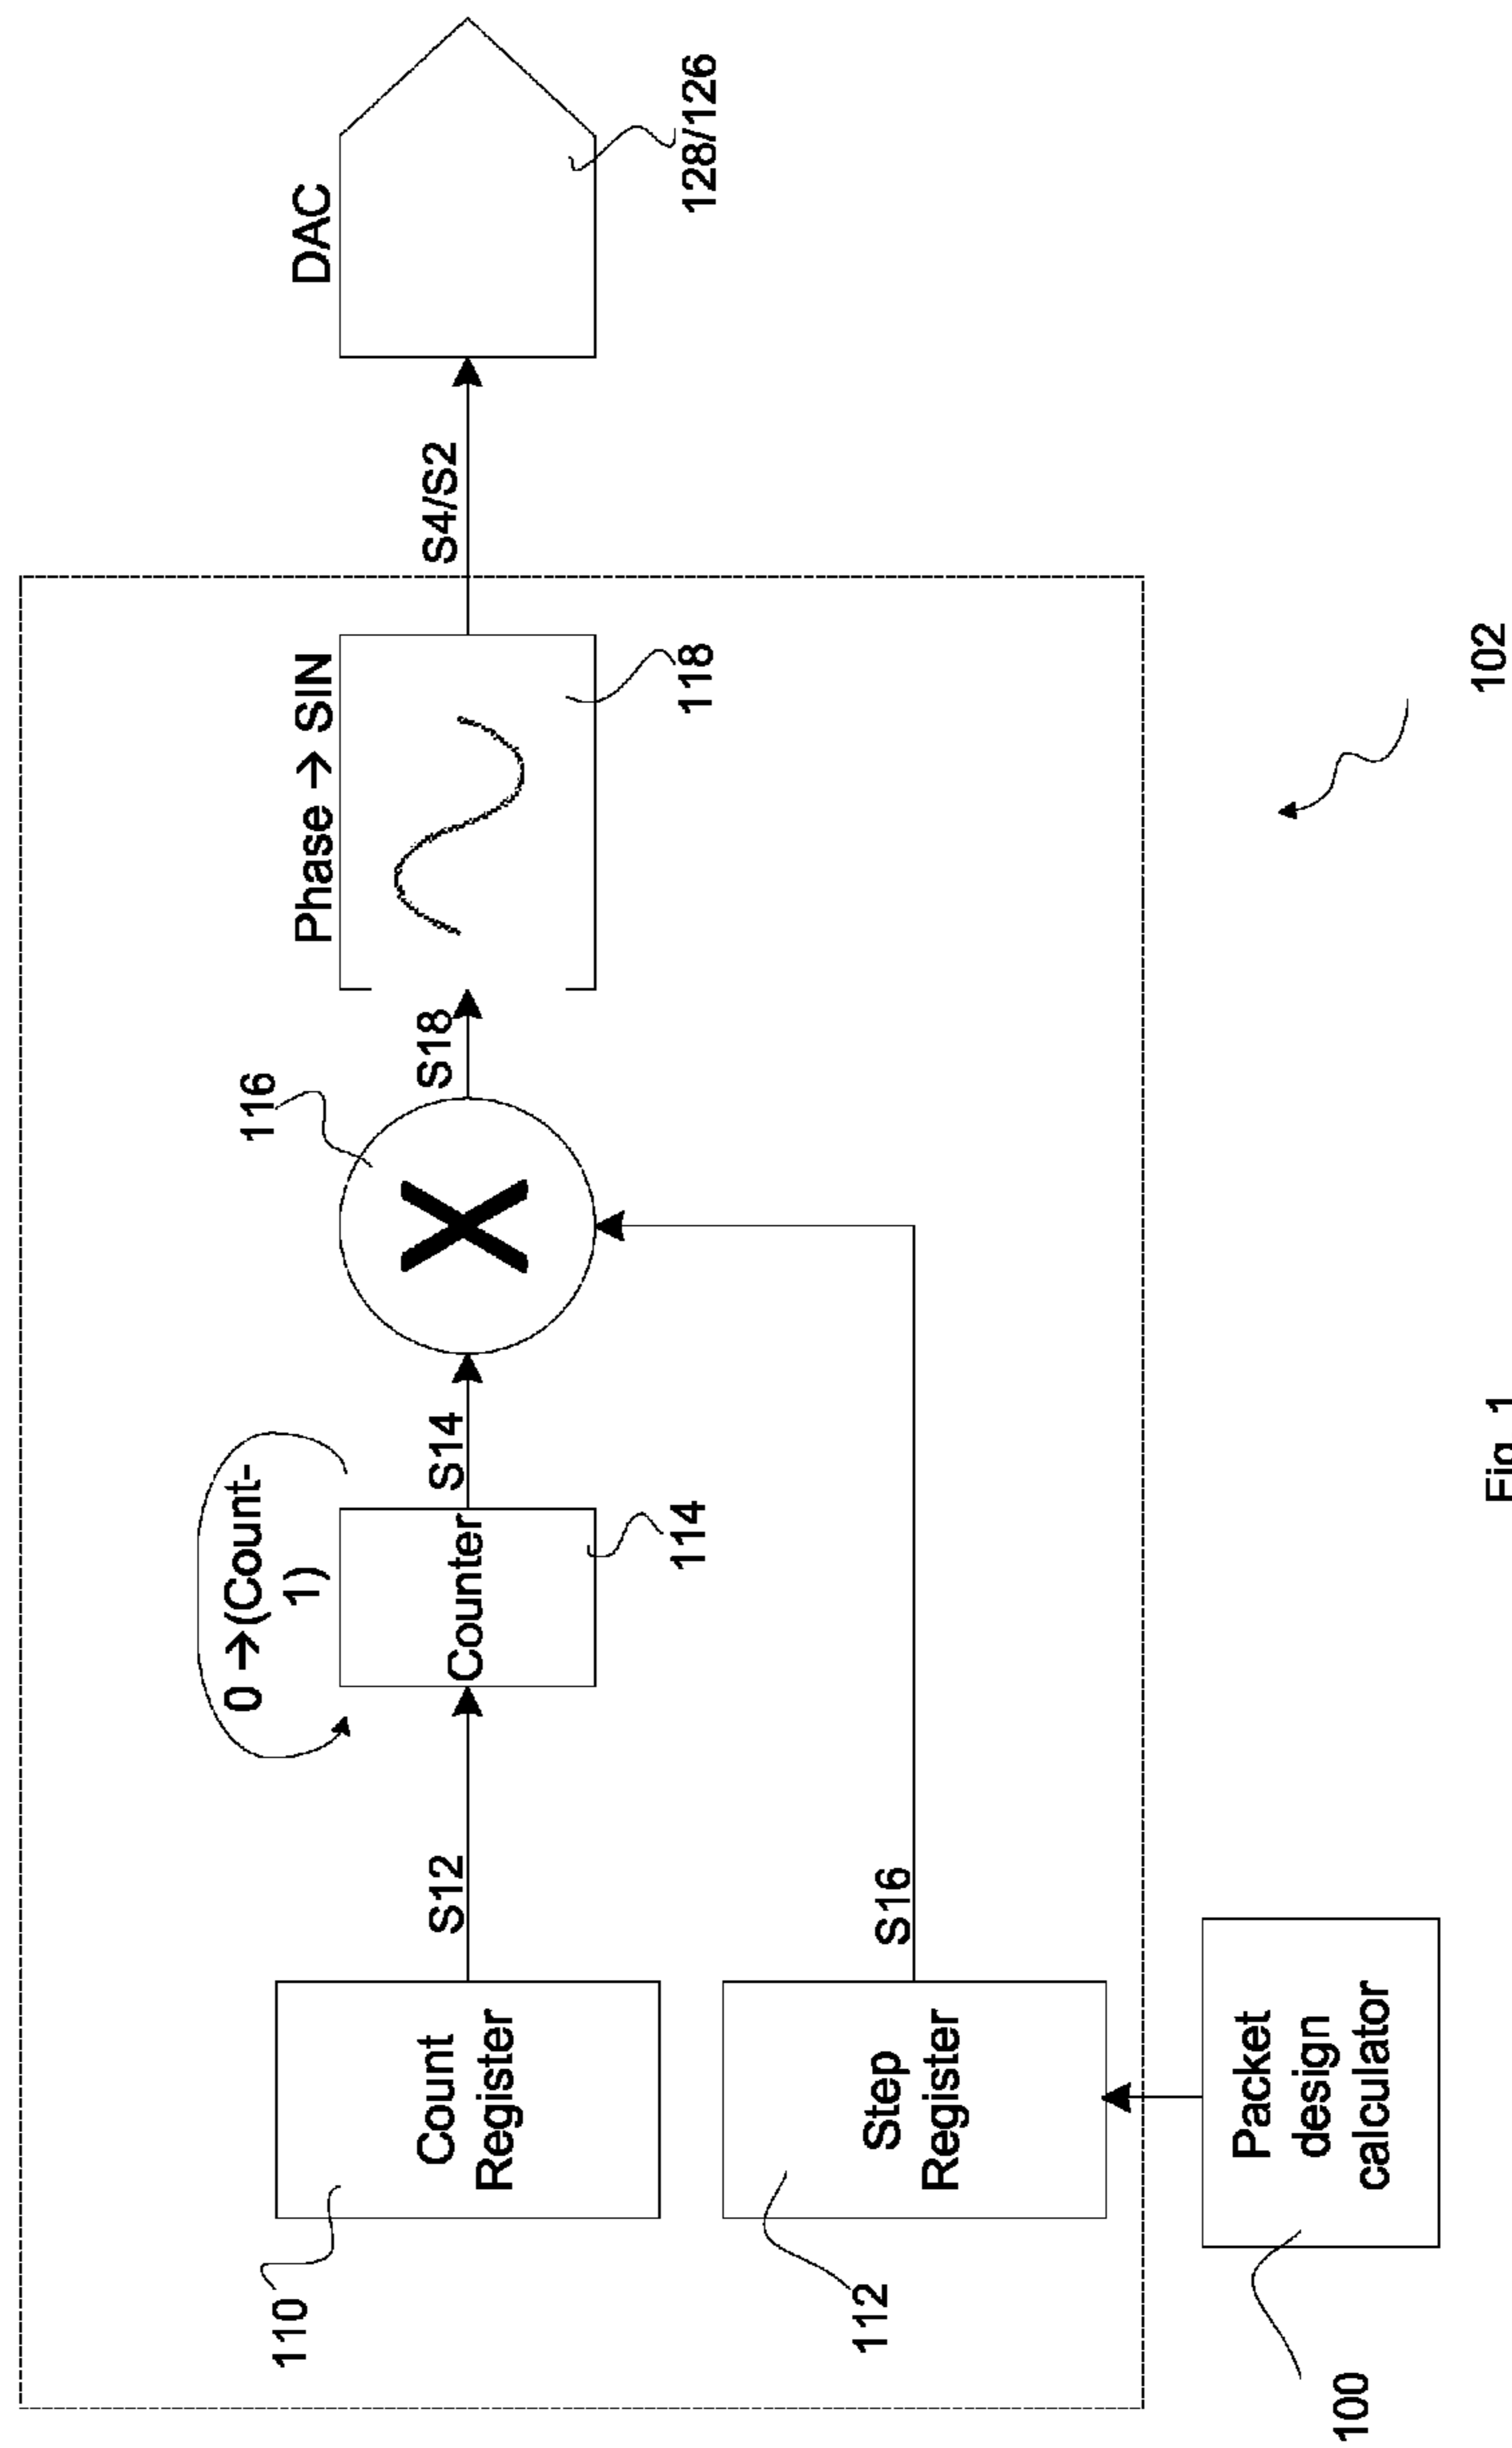 116
DAC
Phase → SIN
0 →(Count-
1)
S12
S14
S18
S4/S2
110
Count
Register
Counter
114
118
128/126
S16
112
Step
Register
Packet
design
calculator
100
102
Fig. 1